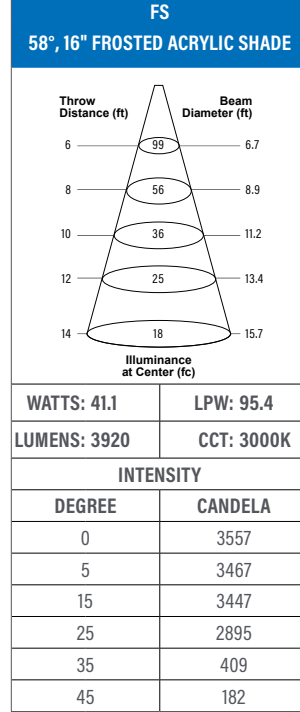 FS
58°, 16" FROSTED ACRYLIC SHADE
Throw Beam
Distance (ft) Diameter (ft)
6 99 6.7
8 56 8.9
10 36 11.2
12 25 13.4
14 18 15.7
Illuminance
at Center (fc)
WATTS: 41.1 LPW: 95.4
LUMENS: 3920 CCT: 3000K
INTENSITY
DEGREE CANDELA
0 3557
5 3467
15 3447
25 2895
35 409
45 182